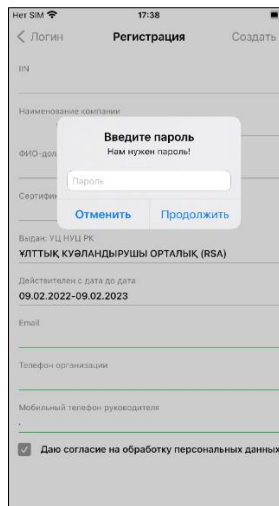 Нет SIM 17:38
Логин Регистрация Создать
IIN
Наименование компании
Введите пароль
Нам нужен пароль!
ФИО-дол
Пароль
Сертифи
Отменить Продолжить
Выдан: УЦ НУЦ РК
ҰЛТТЫҚ КУӘЛАНДЫРУШЫ ОРТАЛЫҚ (RSA)
Действителен с дата до дата
09.02.2022-09.02.2023
Email
Телефон организации
Мобильный телефон руководителя
Даю согласие на обработку персональных данных